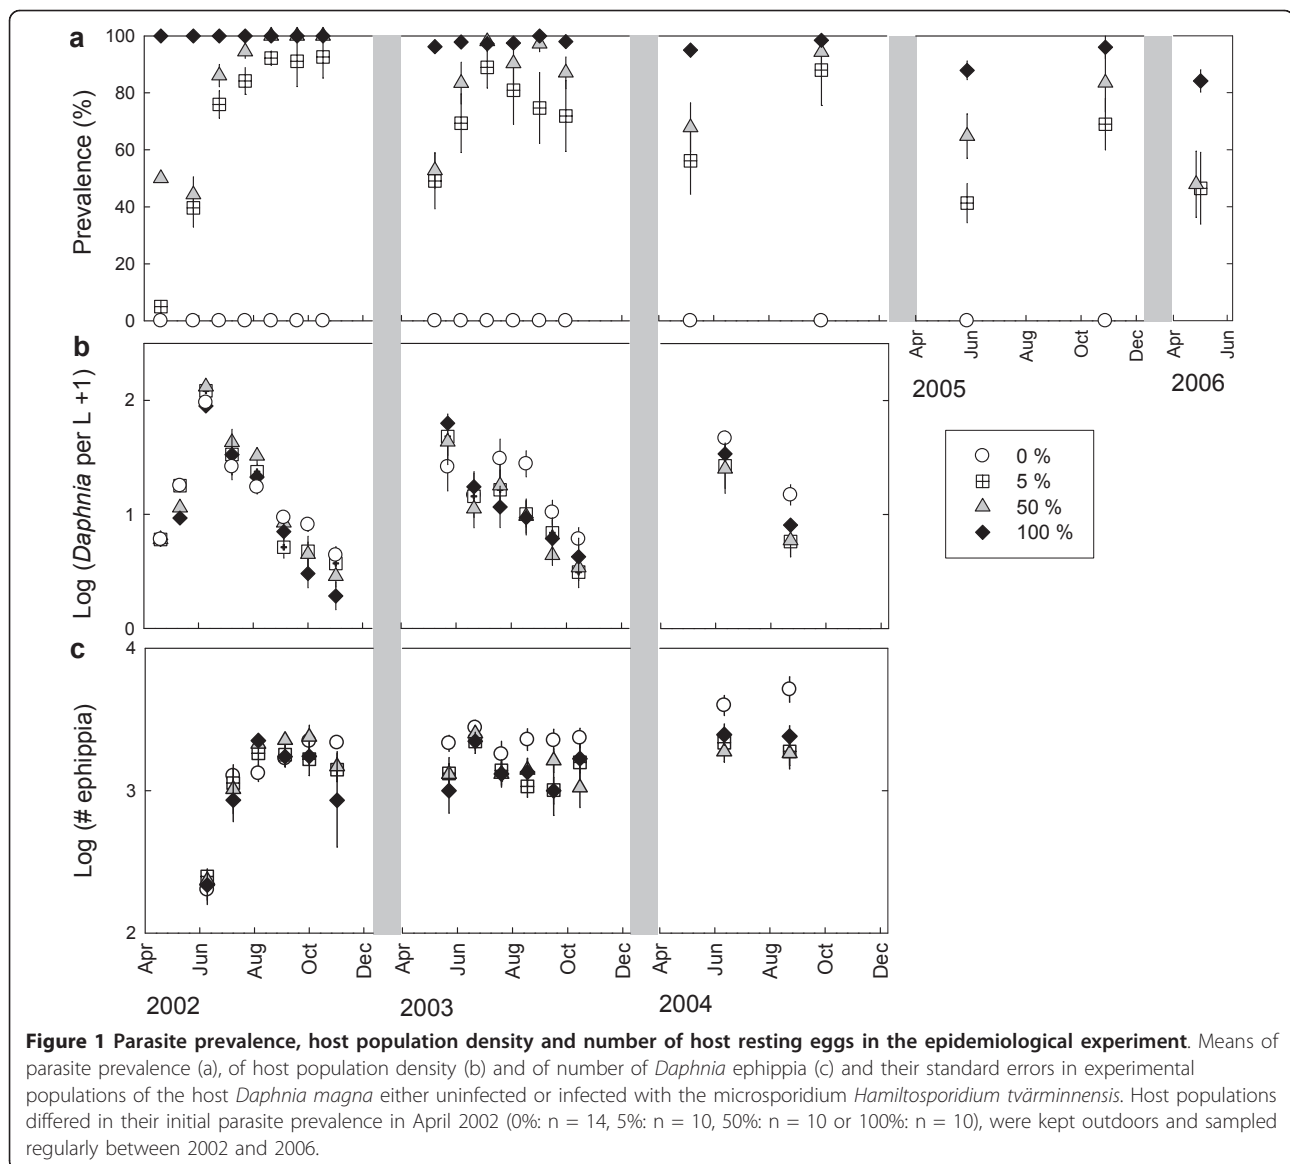 a
100
80
60
40
20
0
Prevalence (%)
Apr
Jun
Aug
Oct
Dec
Apr
Jun
2005
2006
b
2
1
0
Log (Daphnia per L +1)
0 %
5 %
50 %
100 %
c
4
3
2
Log (# ephippia)
Apr
Jun
Aug
Oct
Dec
Apr
Jun
Aug
Oct
Dec
Apr
Jun
Aug
Oct
Dec
2002
2003
2004
Figure 1 Parasite prevalence, host population density and number of host resting eggs in the epidemiological experiment. Means of
parasite prevalence (a), of host population density (b) and of number of Daphnia ephippia (c) and their standard errors in experimental
populations of the host Daphnia magna either uninfected or infected with the microsporidium Hamiltosporidium tvärminnensis. Host populations
differed in their initial parasite prevalence in April 2002 (0%: n = 14, 5%: n = 10, 50%: n = 10 or 100%: n = 10), were kept outdoors and sampled
regularly between 2002 and 2006.